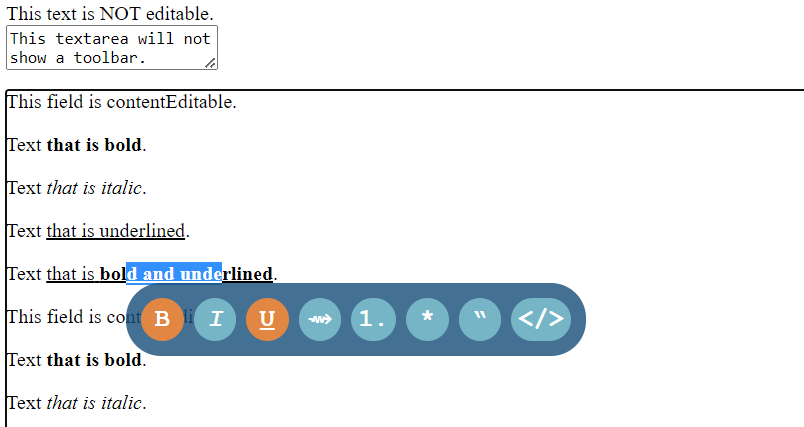 This text is NOT editable.
This textarea will not
show a toolbar.
This field is contentEditable.
Text that is bold.
Text that is italic.
Text that is underlined.
Text that is bold and underlined.
This field is con
Text that is bold.
Text that is italic.
B I U ⇝ 1. * “ </>